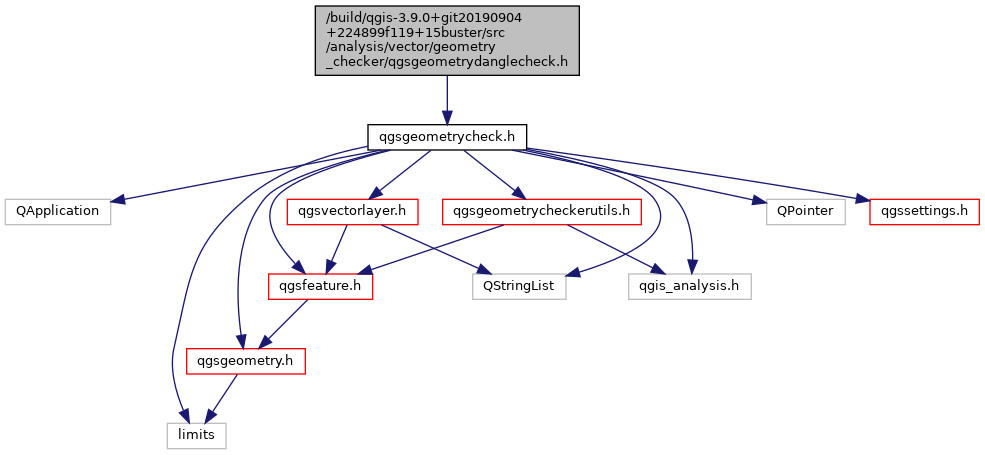 /build/qgis-3.9.0+git20190904
+224899f119+15buster/src
/analysis/vector/geometry
_checker/qgsgeometrydanglecheck.h
qgsgeometrycheck.h
QApplication
qgsvectorlayer.h
qgsgeometrycheckerutils.h
QPointer
qgssettings.h
qgsfeature.h
QStringList
qgis_analysis.h
qgsgeometry.h
limits